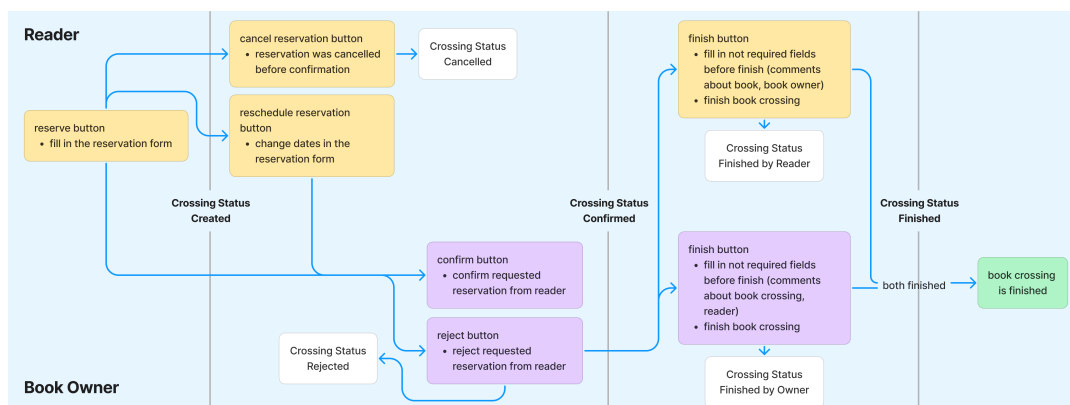 Reader
cancel reservation button
• reservation was cancelled
before confirmation
Crossing Status
Cancelled
finish button
• fill in not required fields
before finish (comments
about book, book owner)
• finish book crossing
reserve button
• fill in the reservation form
reschedule reservation
button
• change dates in the
reservation form
Crossing Status
Finished by Reader
Crossing Status
Created
Crossing Status
Confirmed
Crossing Status
Finished
confirm button
• confirm requested
reservation from reader
finish button
• fill in not required fields
before finish (comments
about book crossing,
reader)
• finish book crossing
both finished
book crossing
is finished
Crossing Status
Rejected
reject button
• reject requested
reservation from reader
Crossing Status
Finished by Owner
Book Owner